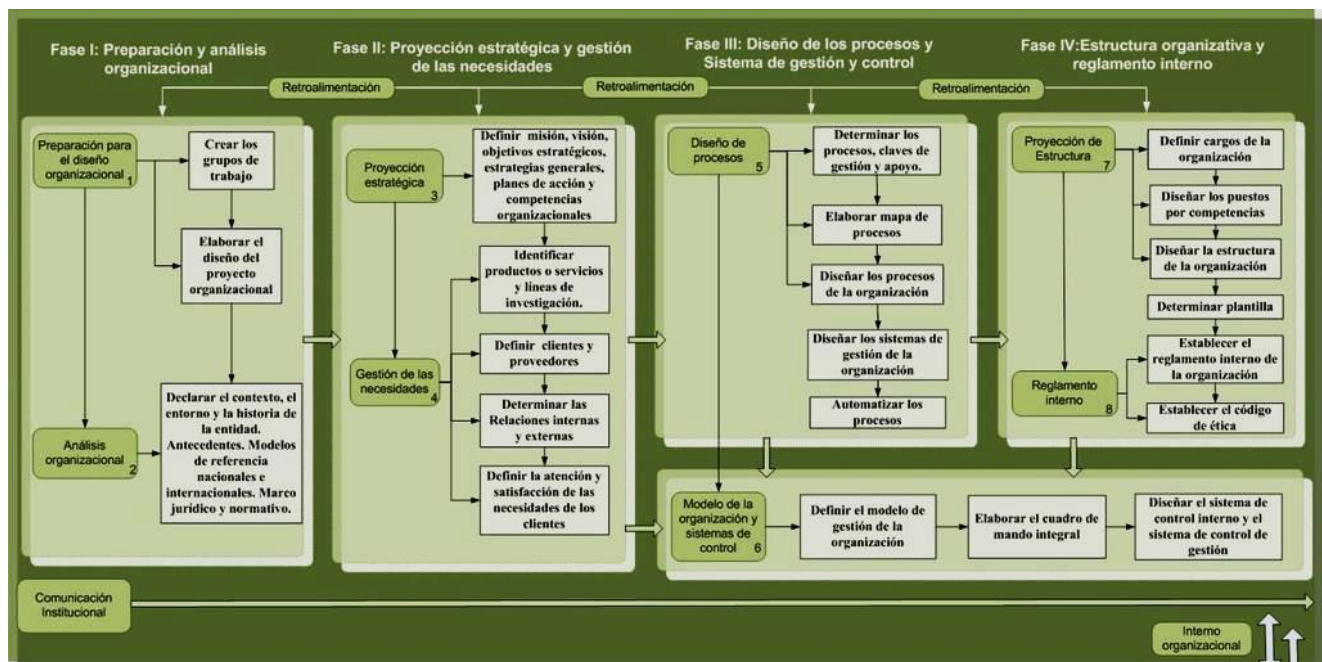 Fase I: Preparación y análisis
organizacional
Fase II: Proyección estratégica y gestión
de las necesidades
Fase III: Diseño de los procesos y
Sistema de gestión y control
Fase IV:Estructura organizativa y
reglamento interno
Retroalimentación
Retroalimentación
Retroalimentación
Preparación para
el diseño
organizacional
1
Crear los
grupos de
trabajo
Elaborar el
diseño del
proyecto
organizacional
Análisis
organizacional
2
Declarar el contexto, el
entorno y la historia de
la entidad.
Antecedentes. Modelos
de referencia
nacionales e
internacionales. Marco
jurídico y normativo.
Proyección
estratégica
3
Definir misión, visión,
objetivos estratégicos,
estrategias generales,
planes de acción y
competencias
organizacionales
Identificar
productos o servicios
y líneas de
investigación.
Gestión de las
necesidades
4
Definir clientes y
proveedores
Determinar las
Relaciones internas
y externas
Definir la atención y
satisfacción de las
necesidades de los
clientes
Diseño de
procesos
5
Determinar los
procesos, claves de
gestión y apoyo.
Elaborar mapa de
procesos
Diseñar los procesos
de la organización
Diseñar los sistemas de
gestión de la
organización
Automatizar los
procesos
Proyección de
Estructura
7
Definir cargos de la
organización
Diseñar los puestos
por competencias
Diseñar la estructura
de la organización
Determinar plantilla
Reglamento
interno
8
Establecer el
reglamento interno de
la organización
Establecer el código
de ética
Modelo de la
organización y
sistemas de
control
6
Definir el modelo de
gestión de la
organización
Elaborar el cuadro de
mando integral
Diseñar el sistema de
control interno y el
sistema de control de
gestión
Comunicación
Institucional
Interno
organizacional